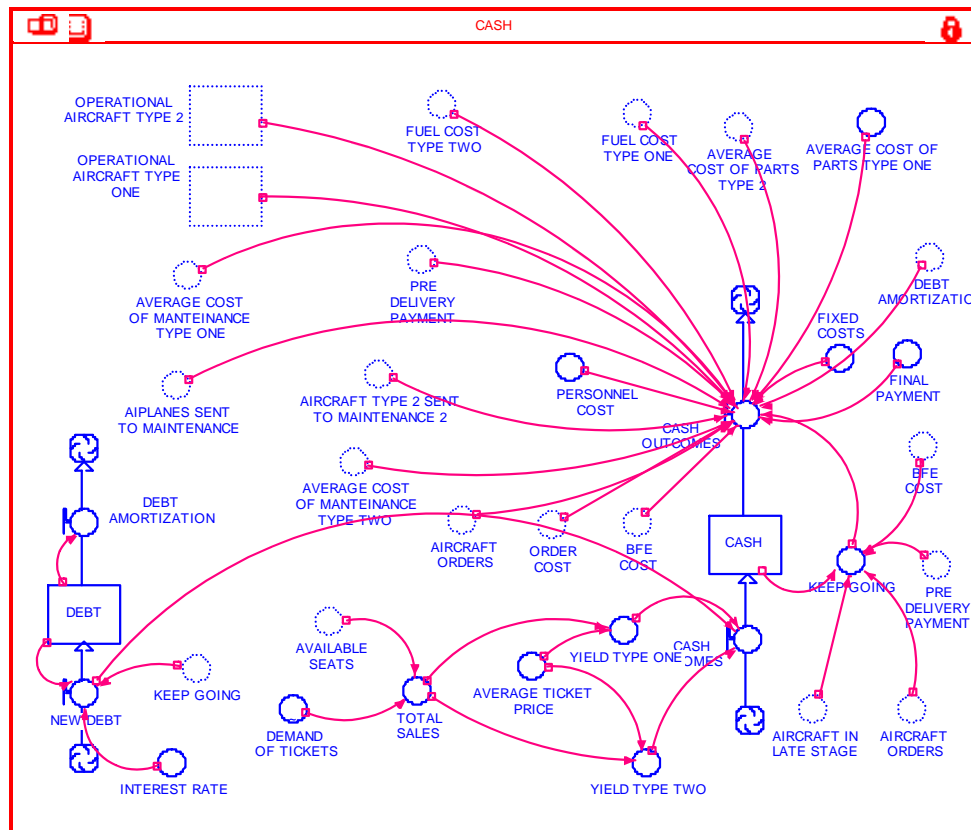 CASH
OPERATIONAL
AIRCRAFT TYPE 2
FUEL COST
TYPE TWO
FUEL COST
TYPE ONE
AVERAGE
COST OF PARTS
TYPE 2
AVERAGE COST OF
PARTS TYPE ONE
OPERATIONAL
AIRCRAFT TYPE
ONE
AVERAGE COST
OF MANTEINANCE
TYPE ONE
PRE
DELIVERY
PAYMENT
DEBT
AMORTIZATIO
FIXED
COSTS
AIPLANES SENT
TO MAINTENANCE
AIRCRAFT TYPE 2 SENT
TO MAINTENANCE 2
PERSONNEL
COST
FINAL
PAYMENT
CASH
OUTCOMES
BFE
COST
AVERAGE COST
OF MANTEINANCE
TYPE TWO
DEBT
AMORTIZATION
AIRCRAFT
ORDERS
ORDER
COST
BFE
COST
CASH
KEEP GOING
PRE
DELIVERY
PAYMENT
DEBT
AVAILABLE
SEATS
YIELD TYPE ONE
CASH
OMES
KEEP GOING
AVERAGE TICKET
PRICE
NEW DEBT
DEMAND
OF TICKETS
TOTAL
SALES
AIRCRAFT IN
LATE STAGE
AIRCRAFT
ORDERS
INTEREST RATE
YIELD TYPE TWO